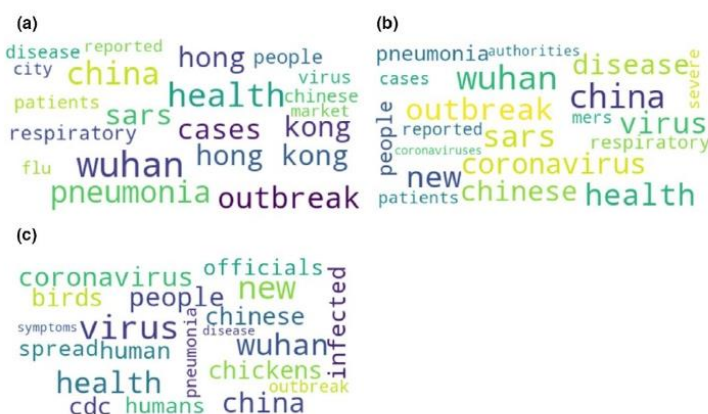 (a)
disease reported
city china hong people
virus
patients health chinese
market
sars
respiratory cases kong
flu wuhan hong kong
pneumonia outbreak
(b)
pneumonia authorities
cases wuhan disease
severe
outbreak china
people reported mers virus
sars respiratory
coronaviruses
coronavirus
new
patients chinese health
(c)
coronavirus officials
birds people new
infected
symptoms virus pneumonia chinese
disease
spread human wuhan
health chickens
outbreak
cdc humans china